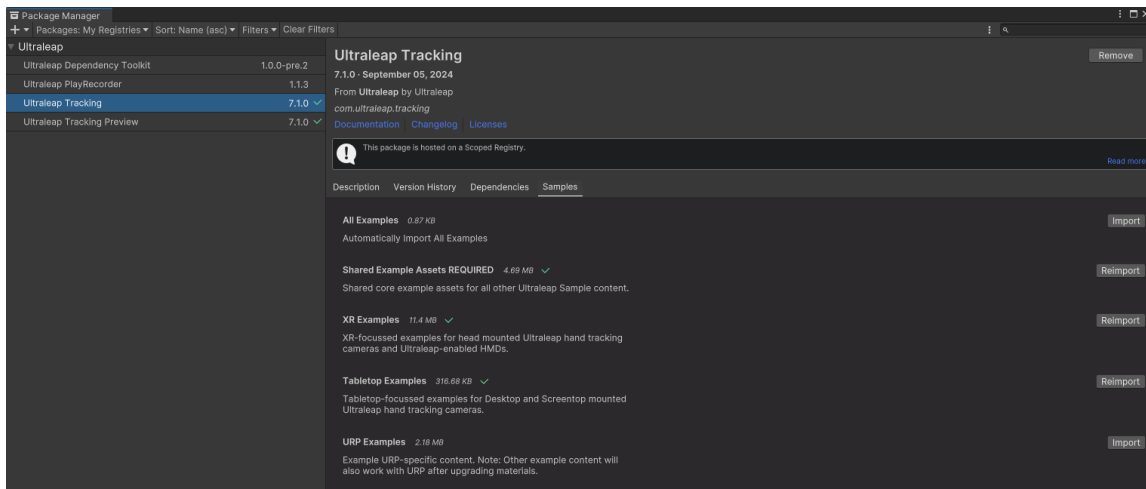 Package Manager
Packages: My Registries Sort: Name (asc) Filters Clear Filters
Ultraleap
Ultraleap Dependency Toolkit 1.0.0-pre.2
Ultraleap PlayRecorder 1.1.3
Ultraleap Tracking 7.1.0
Ultraleap Tracking Preview 7.1.0
Ultraleap Tracking
Remove
7.1.0 · September 05, 2024
From Ultraleap by Ultraleap
com.ultraleap.tracking
Documentation Changelog Licenses
This package is hosted on a Scoped Registry.
Read more
Description Version History Dependencies Samples
All Examples 0.87 KB Import
Automatically Import All Examples
Shared Example Assets REQUIRED 4.69 MB Reimport
Shared core example assets for all other Ultraleap Sample content.
XR Examples 11.4 MB Reimport
XR-focussed examples for head mounted Ultraleap hand tracking
cameras and Ultraleap-enabled HMDs.
Tabletop Examples 316.68 KB Reimport
Tabletop-focussed examples for Desktop and Screentop mounted
Ultraleap hand tracking cameras.
URP Examples 2.18 MB Import
Example URP-specific content. Note: Other example content will
also work with URP after upgrading materials.